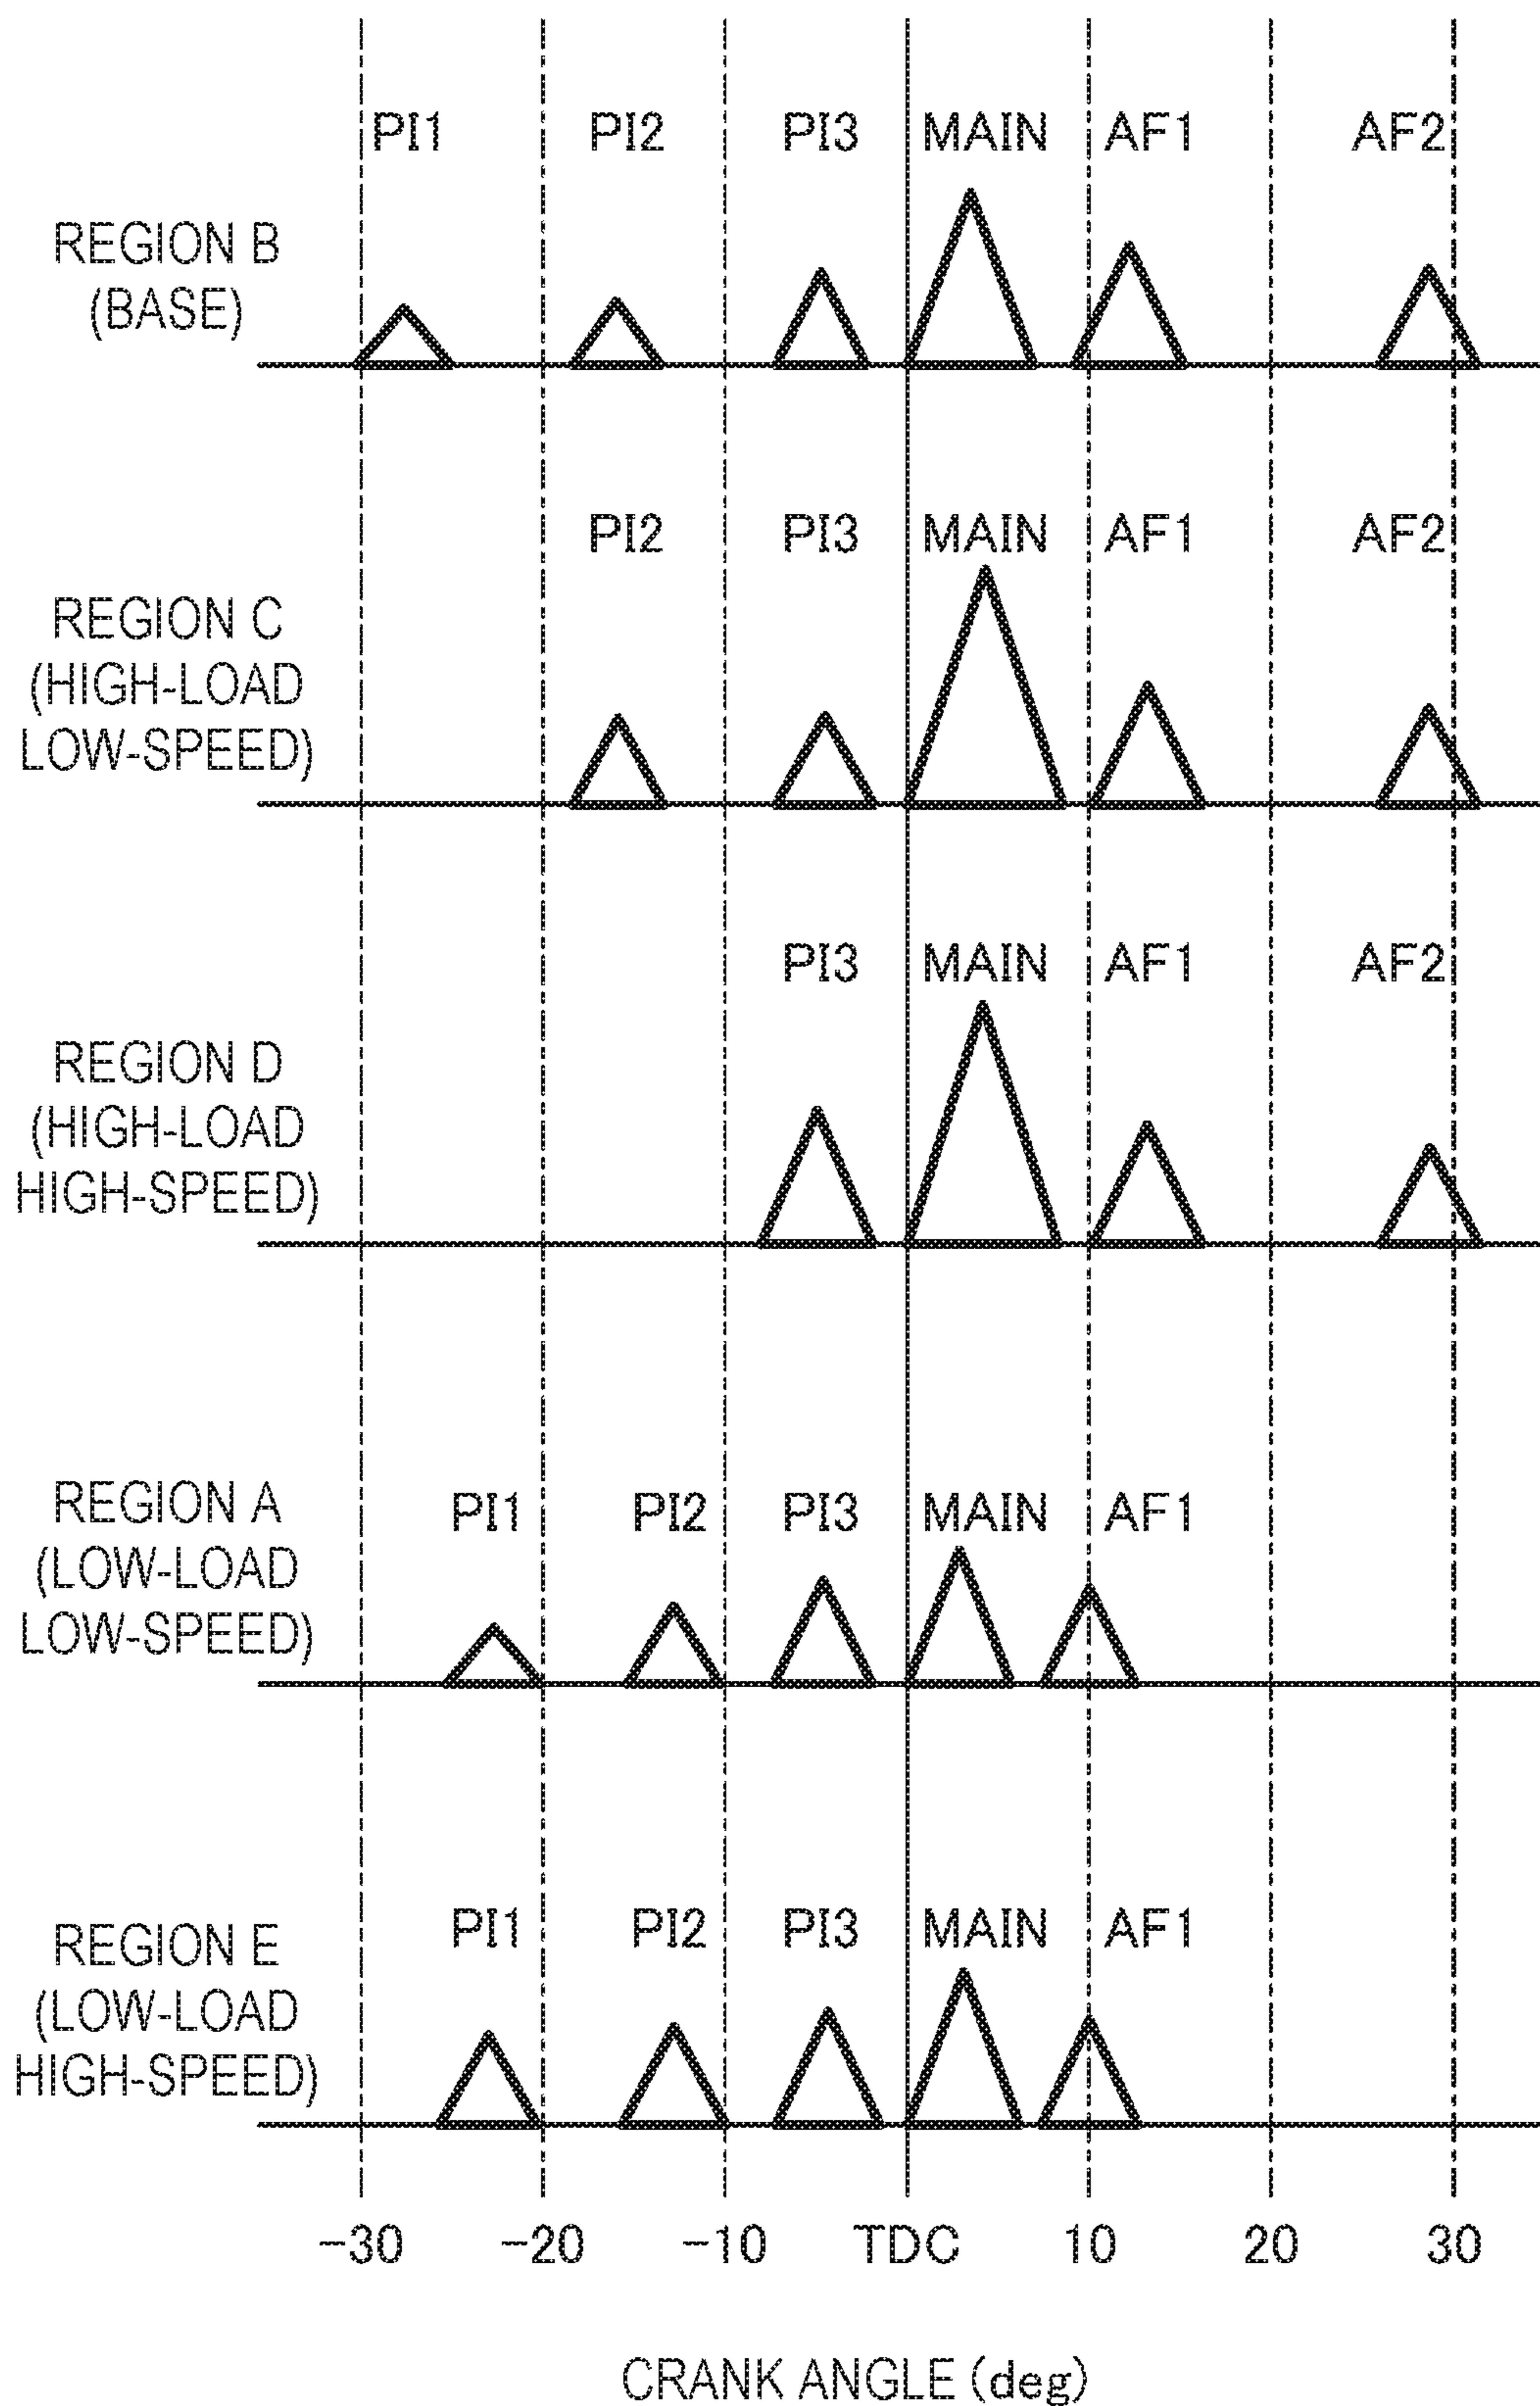 PI1 PI2 PI3 MAIN AF1 AF2
REGION B
(BASE)
PI2 PI3 MAIN AF1 AF2
REGION C
(HIGH-LOAD
LOW-SPEED)
PI3 MAIN AF1 AF2
REGION D
(HIGH-LOAD
HIGH-SPEED)
PI1 PI2 PI3 MAIN AF1
REGION A
(LOW-LOAD
LOW-SPEED)
PI1 PI2 PI3 MAIN AF1
REGION E
(LOW-LOAD
HIGH-SPEED)
-30 -20 -10 TDC 10 20 30
CRANK ANGLE (deg)